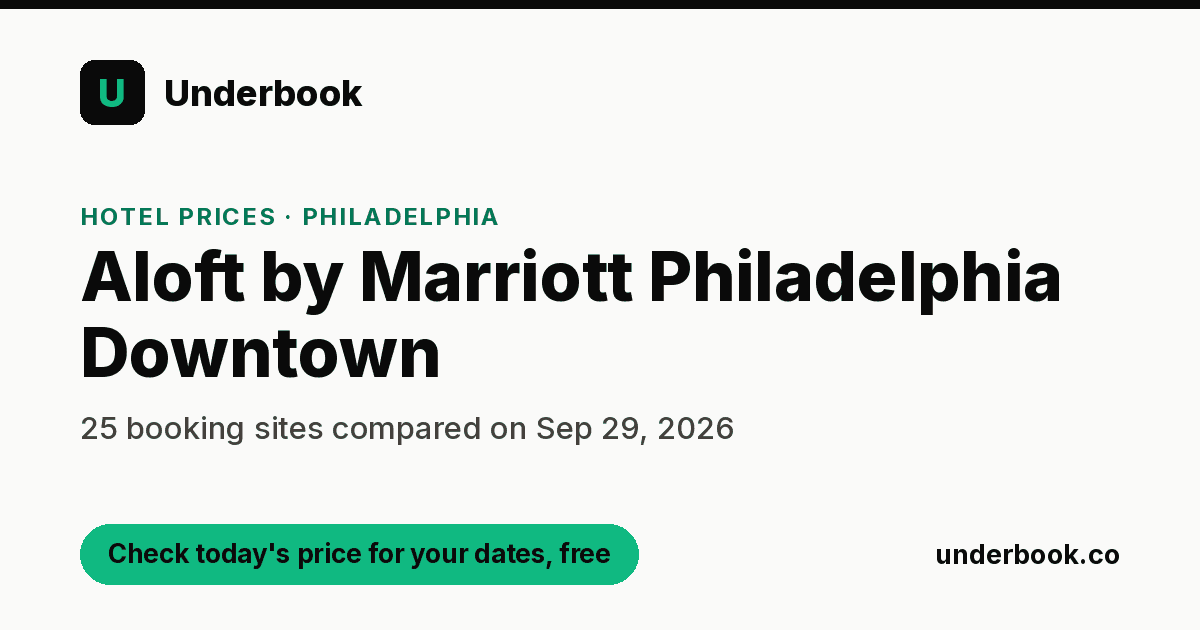 U Underbook
HOTEL PRICES · PHILADELPHIA
Aloft by Marriott Philadelphia
Downtown
25 booking sites compared on Sep 29, 2026
Check today's price for your dates, free
underbook.co